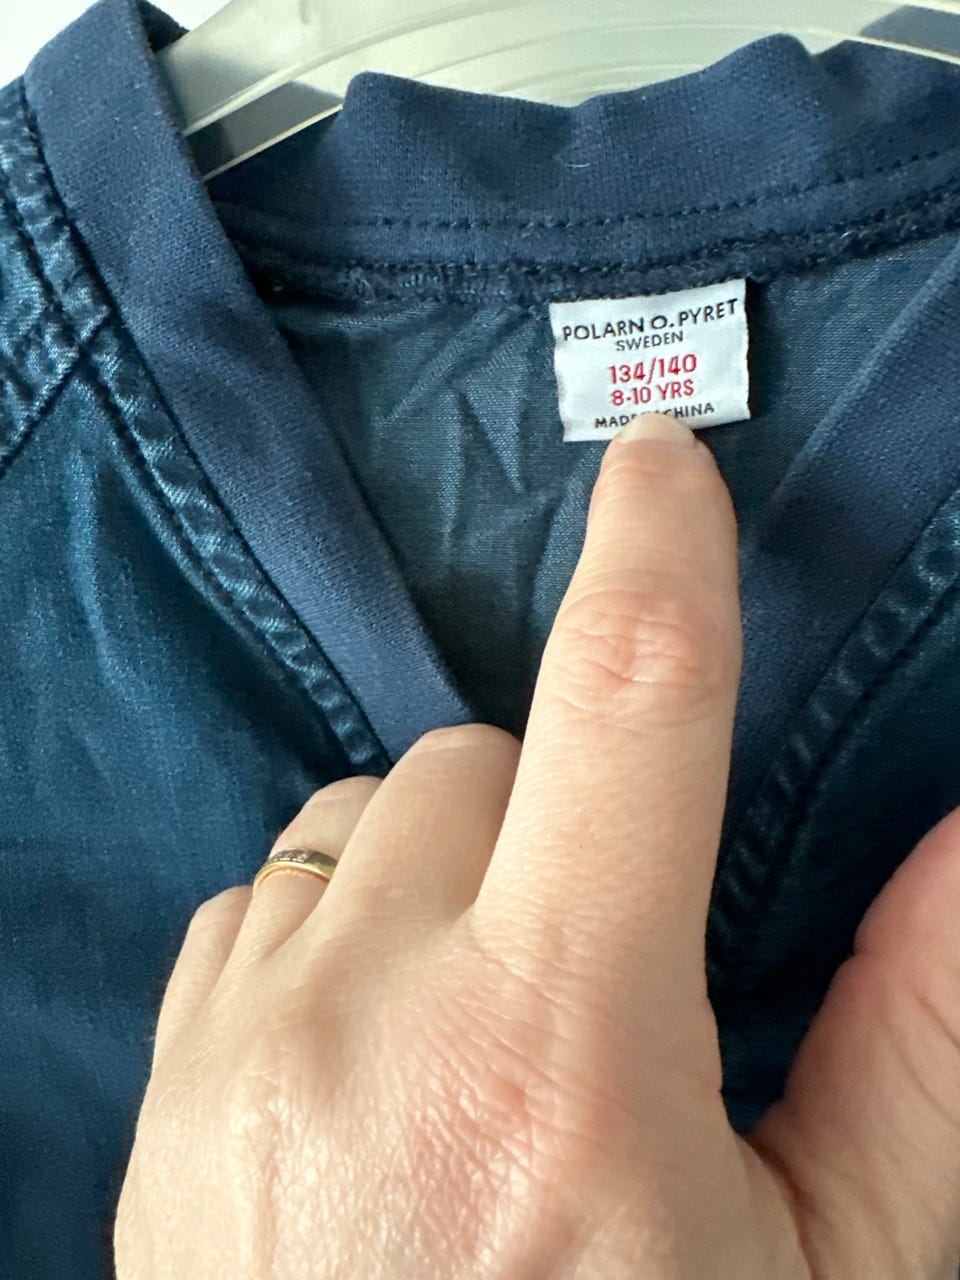 POLARN O. PYRET
SWEDEN
134/140
8-10 YRS
MADE CHINA